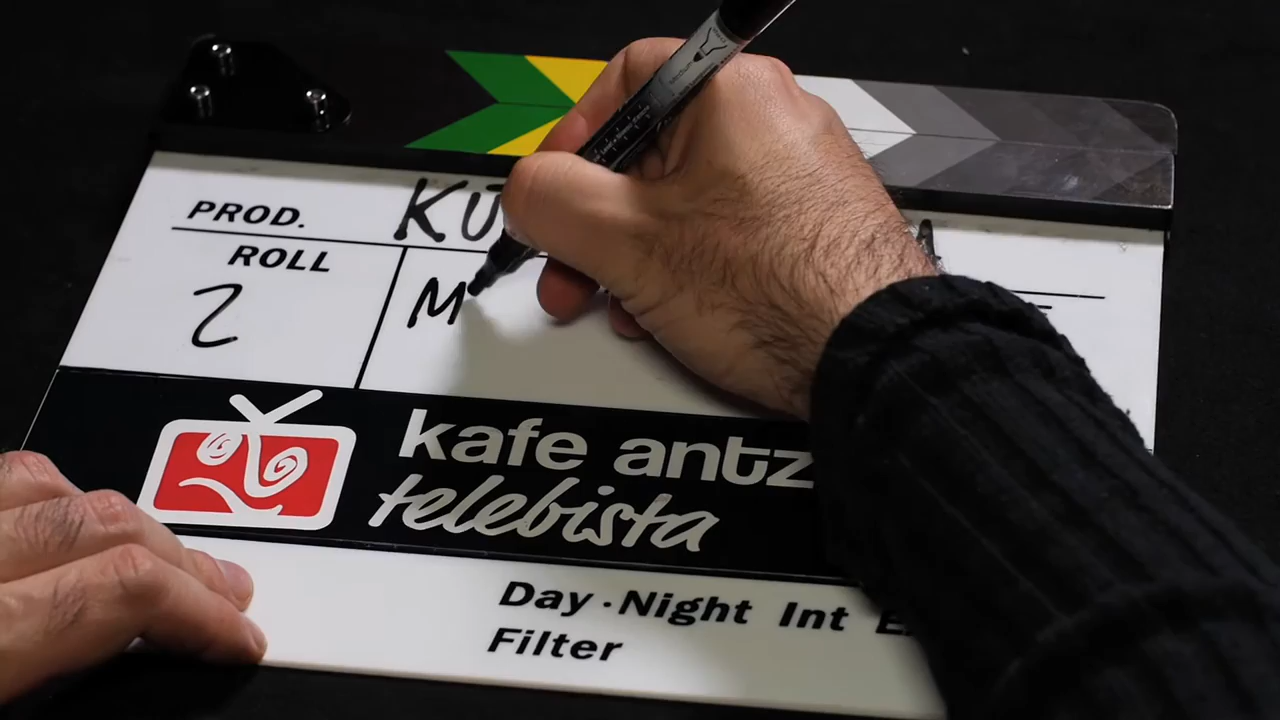 PROD. KU
ROLL
2
M
kafe antz
telebista
Day · Night Int E
Filter